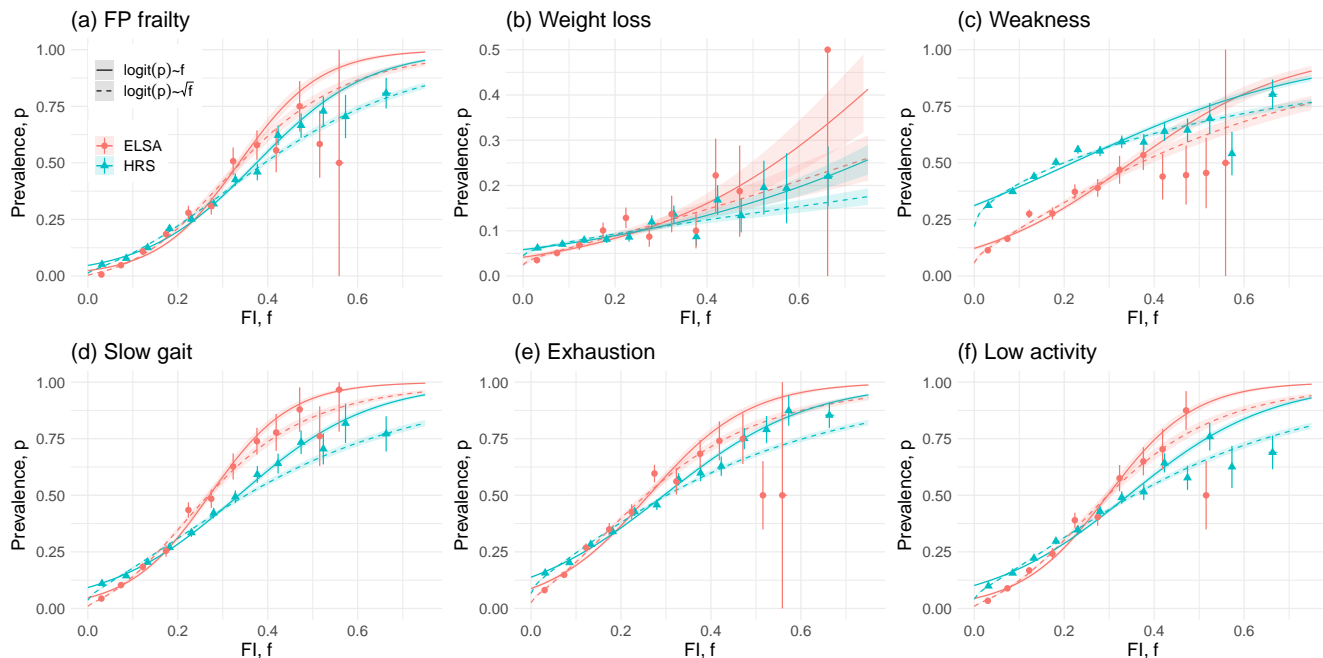 (a) FP frailty
1.00
0.75
0.50
0.25
0.00
Prevalence, p
logit(p)~f
logit(p)~√f
ELSA
HRS
0.0 0.2 0.4 0.6
FI, f
(b) Weight loss
0.5
0.4
0.3
0.2
0.1
0.0
Prevalence, p
0.0 0.2 0.4 0.6
FI, f
(c) Weakness
1.00
0.75
0.50
0.25
0.00
Prevalence, p
0.0 0.2 0.4 0.6
FI, f
(d) Slow gait
1.00
0.75
0.50
0.25
0.00
Prevalence, p
0.0 0.2 0.4 0.6
FI, f
(e) Exhaustion
1.00
0.75
0.50
0.25
0.00
Prevalence, p
0.0 0.2 0.4 0.6
FI, f
(f) Low activity
1.00
0.75
0.50
0.25
0.00
Prevalence, p
0.0 0.2 0.4 0.6
FI, f